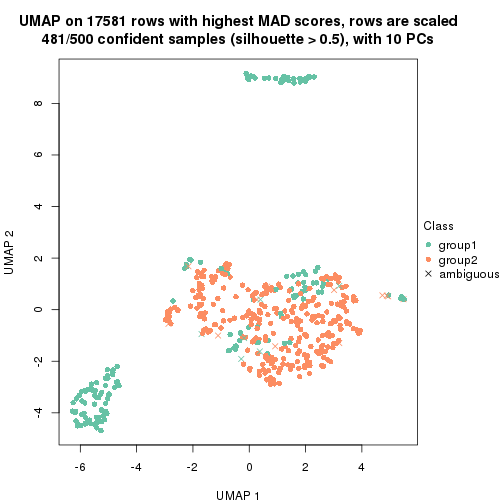 UMAP on 17581 rows with highest MAD scores, rows are scaled
481/500 confident samples (silhouette > 0.5), with 10 PCs
8
6
4
2
0
-2
-4
UMAP 2
-6
-4
-2
0
2
4
UMAP 1
Class
group1
group2
ambiguous